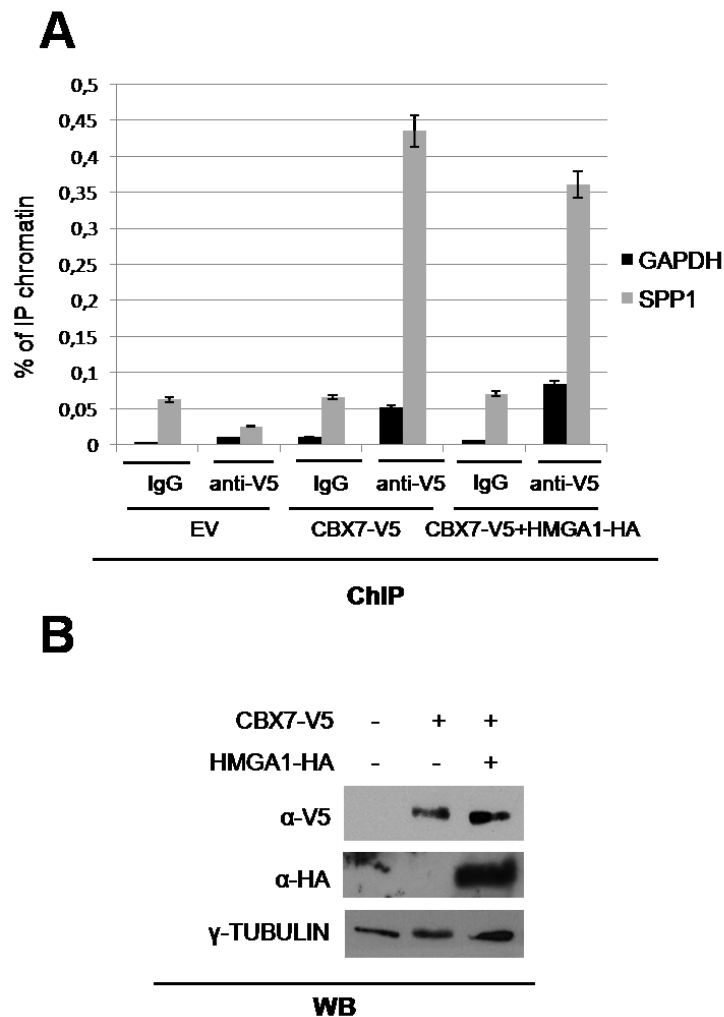 A
0,5
0,45
0,4
0,35
0,3
0,25
0,2
0,15
0,1
0,05
0
% of IP chromatin
GAPDH
SPP1
IgG anti-V5 IgG anti-V5 IgG anti-V5
EV CBX7-V5 CBX7-V5+HMGA1-HA
ChIP
B
CBX7-V5 - + +
HMGA1-HA - - +
α-V5
α-HA
γ-TUBULIN
WB